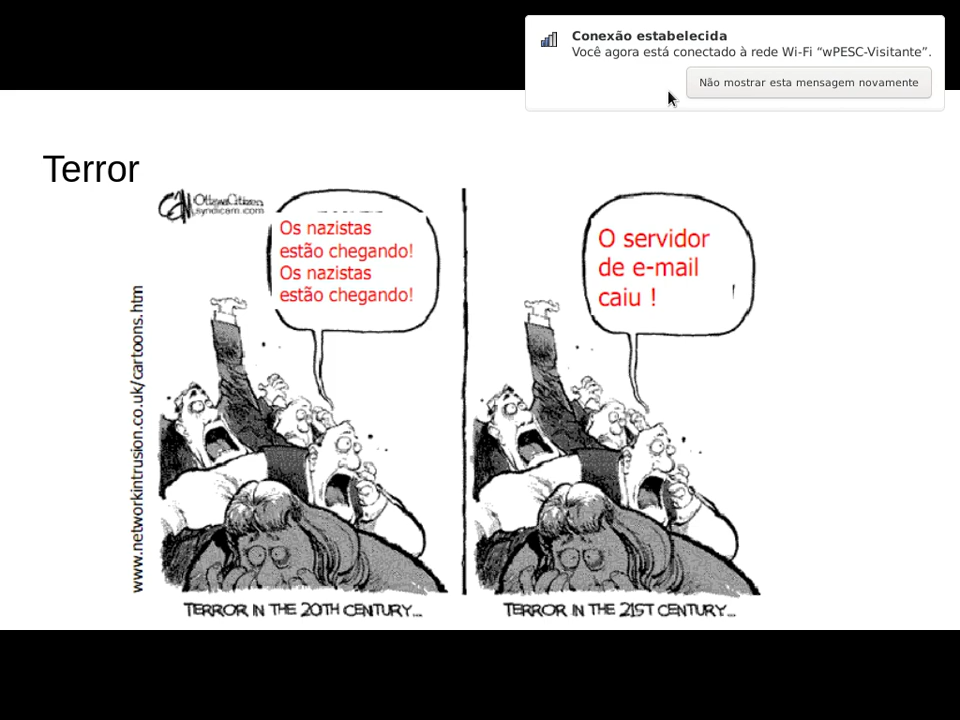 Conexão estabelecida
Você agora está conectado à rede Wi-Fi “wPESC-Visitante”.
Não mostrar esta mensagem novamente
Terror
OttawaCitizen
syndicam.com
Os nazistas
estão chegando!
Os nazistas
estão chegando!
O servidor
de e-mail
caiu !
www.networkintrusion.co.uk/cartoons.htm
TERROR IN THE 20TH CENTURY...
TERROR IN THE 21ST CENTURY...